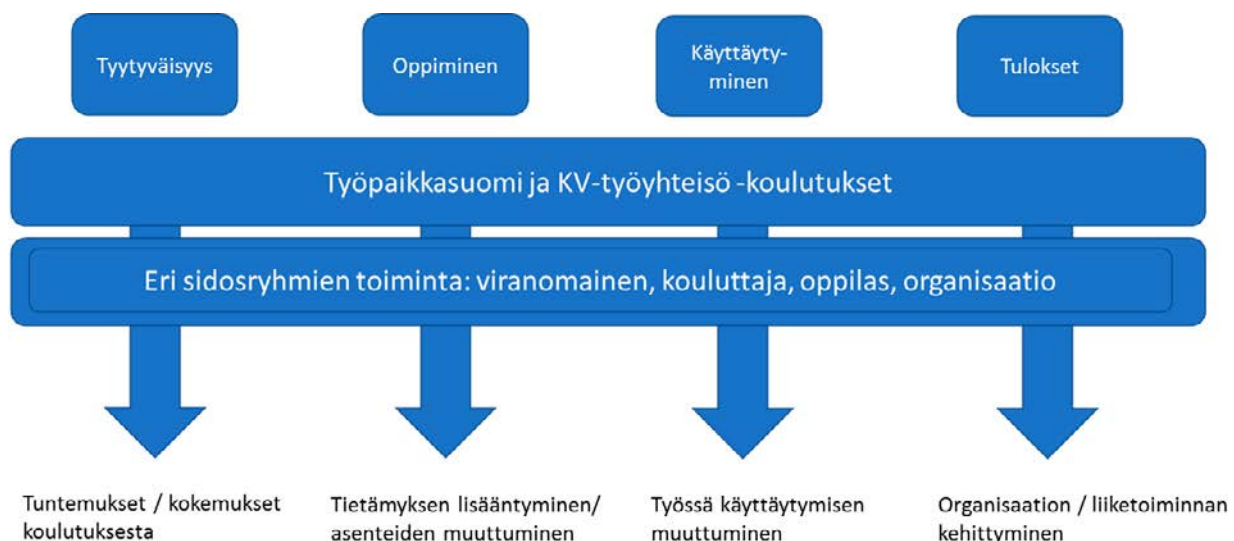 Tyytyväisyys
Oppiminen
Käyttäyty-
minen
Tulokset
Työpaikkasuomi ja KV-työyhteisö -koulutukset
Eri sidosryhmien toiminta: viranomainen, kouluttaja, oppilas, organisaatio
Tuntemukset / kokemukset
koulutuksesta
Tietämyksen lisääntyminen/
asenteiden muuttuminen
Työssä käyttäytymisen
muuttuminen
Organisaation / liiketoiminnan
kehittyminen